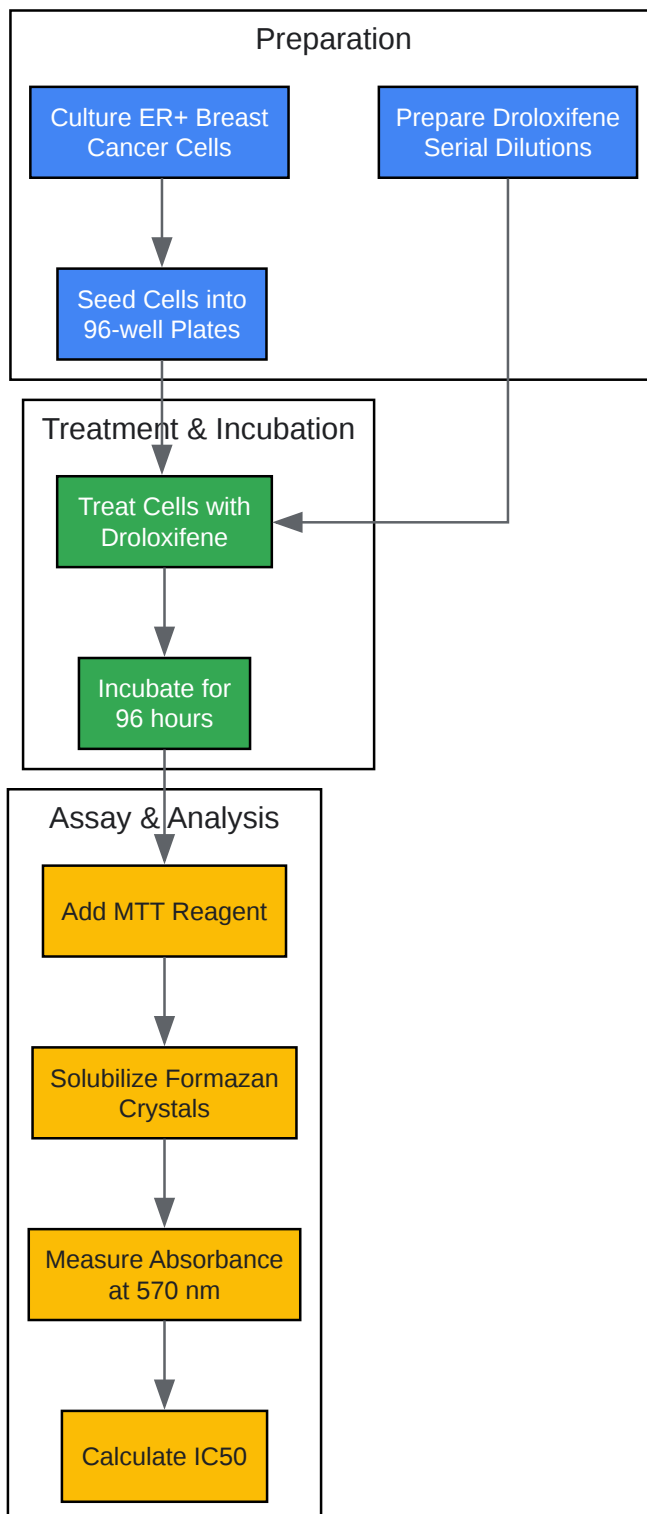 Preparation
Culture ER+ Breast
Cancer Cells
Prepare Droloxifene
Serial Dilutions
Seed Cells into
96-well Plates
Treatment & Incubation
Treat Cells with
Droloxifene
Incubate for
96 hours
Assay & Analysis
Add MTT Reagent
Solubilize Formazan
Crystals
Measure Absorbance
at 570 nm
Calculate IC50